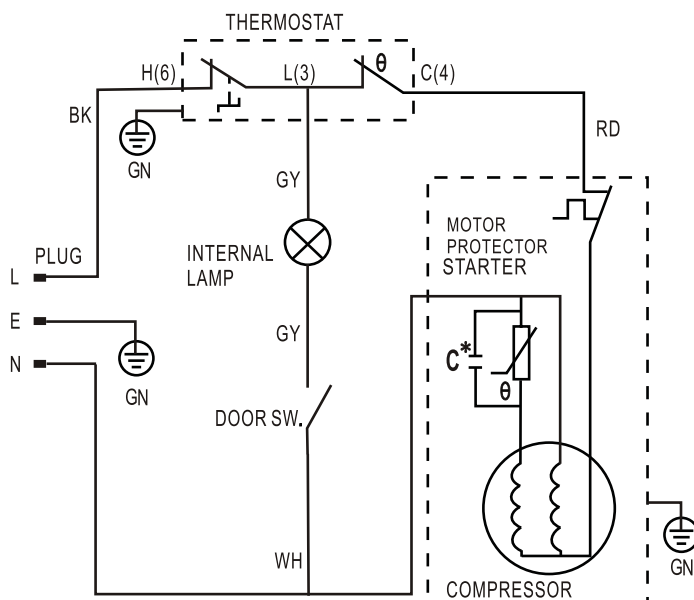 THERMOSTAT
H(6)
L(3)
θ
C(4)
BK
RD
GN
GY
MOTOR
PROTECTOR
STARTER
INTERNAL
LAMP
PLUG
L
E
N
GY
C*
θ
GN
DOOR SW.
WH
GN
COMPRESSOR